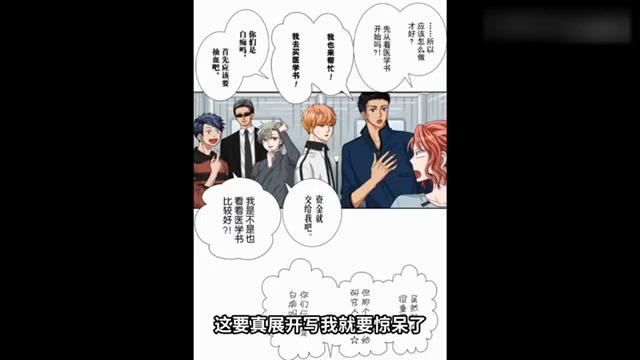 ……所以
应该怎么做
才好？
先从看医学书
开始吗？！
我也来帮忙！
我去买医学书！
你们是
白痴吗，
首先应该要
抽血吧。
资金就
交给我吧。
我是不是也
看看医学书
比较好？！
这要真展开写我就要惊呆了